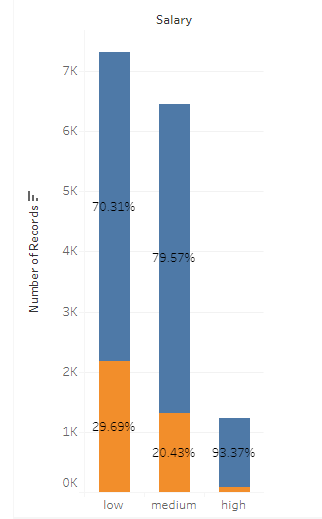 Salary
7K
6K
5K
4K
3K
2K
1K
0K
Number of Records
70.31%
29.69%
79.57%
20.43%
93.37%
low
medium
high